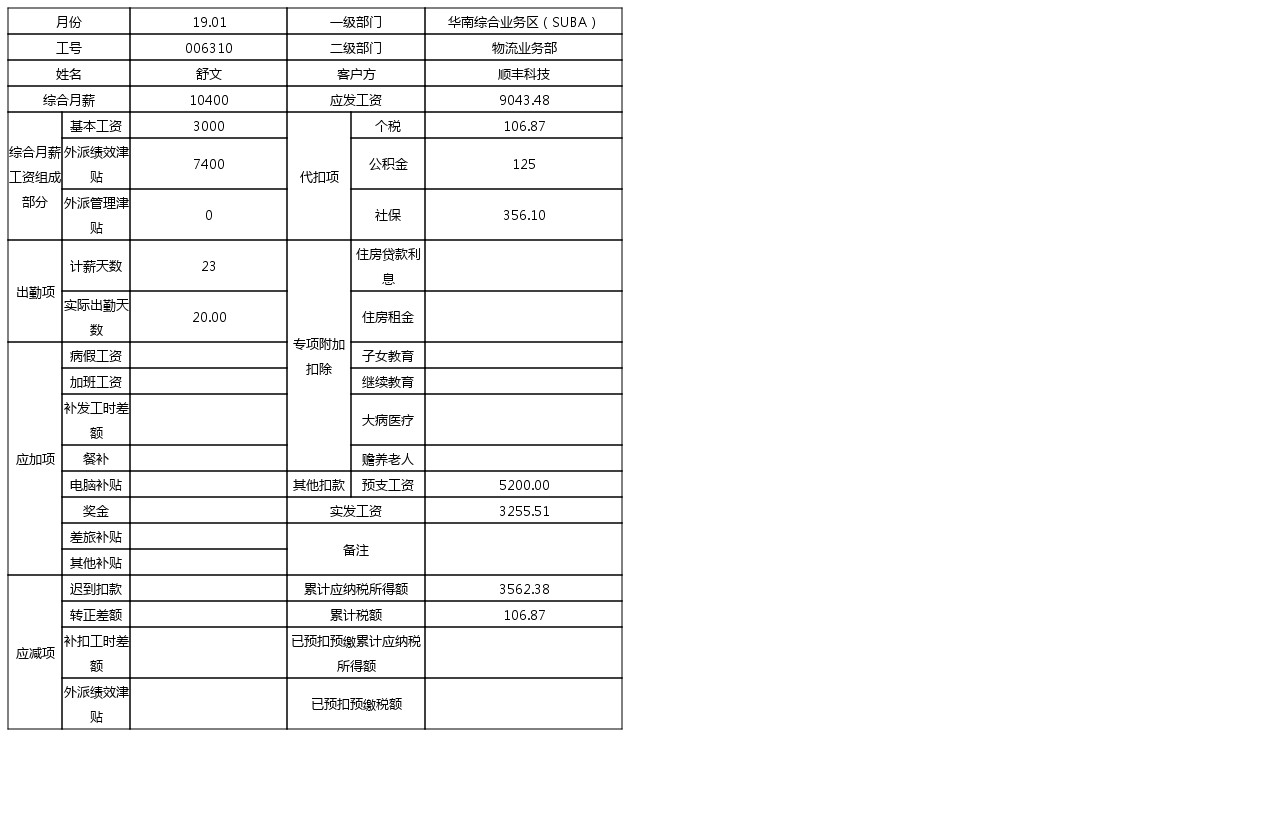 月份 19.01 一级部门 华南综合业务区（SUBA）
工号 006310 二级部门 物流业务部
姓名 舒文 客户方 顺丰科技
综合月薪 10400 应发工资 9043.48
综合月薪
工资组成
部分
基本工资 3000
代扣项
个税 106.87
外派绩效津
贴
7400
公积金 125
外派管理津
贴
0
社保 356.10
出勤项
计薪天数 23
专项附加
扣除
住房贷款利
息
实际出勤天
数
20.00
住房租金
应加项
病假工资 子女教育
加班工资 继续教育
补发工时差
额
大病医疗
餐补 赡养老人
电脑补贴 其他扣款 预支工资 5200.00
奖金 实发工资 3255.51
差旅补贴
备注
其他补贴
应减项
迟到扣款 累计应纳税所得额 3562.38
转正差额 累计税额 106.87
补扣工时差
额
已预扣预缴累计应纳税
所得额
外派绩效津
贴
已预扣预缴税额